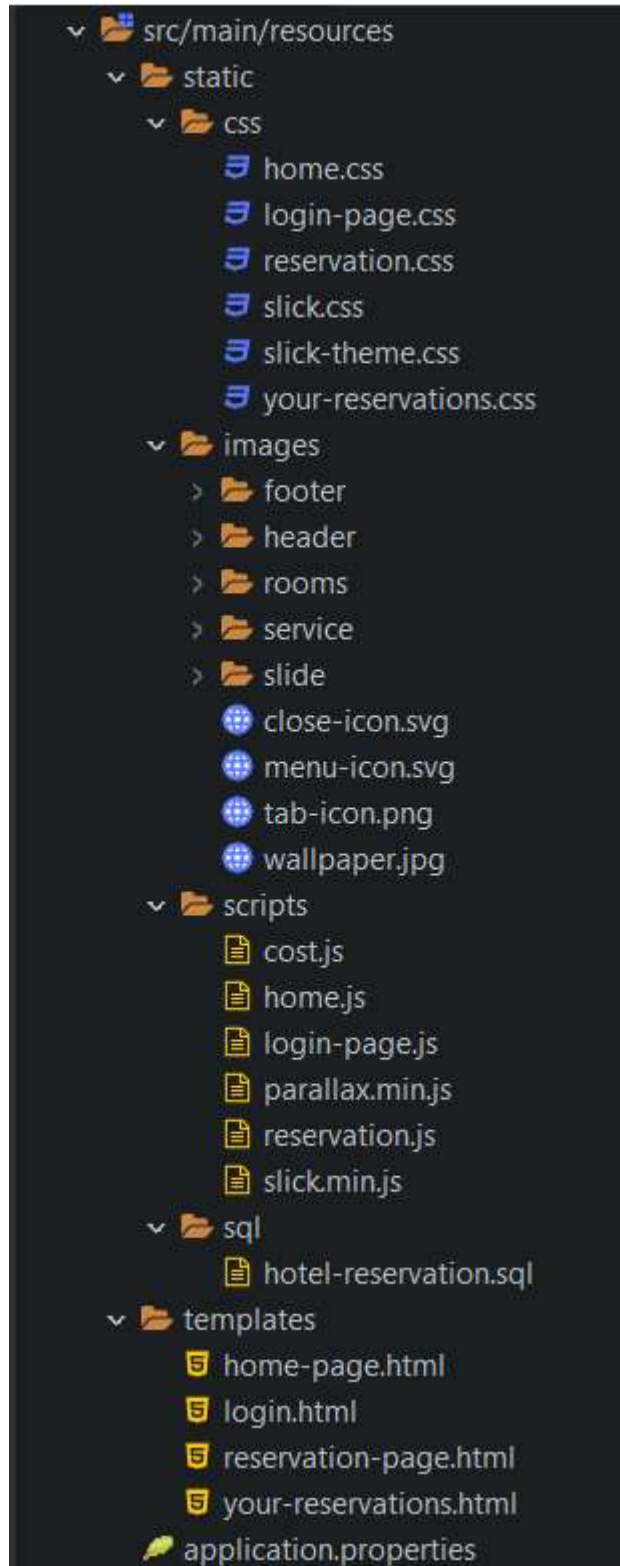 src/main/resources
static
css
home.css
login-page.css
reservation.css
slick.css
slick-theme.css
your-reservations.css
images
footer
header
rooms
service
slide
close-icon.svg
menu-icon.svg
tab-icon.png
wallpaper.jpg
scripts
cost.js
home.js
login-page.js
parallax.min.js
reservation.js
slick.min.js
sql
hotel-reservation.sql
templates
home-page.html
login.html
reservation-page.html
your-reservations.html
application.properties